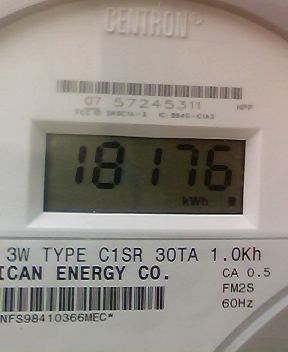 CENTRON®
07 57245311 HPP
18176
kWh
3W TYPE C1SR 30TA 1.0Kh
ICAN ENERGY CO. CA 0.5
FM2S
60Hz
NFS98410366MEC*